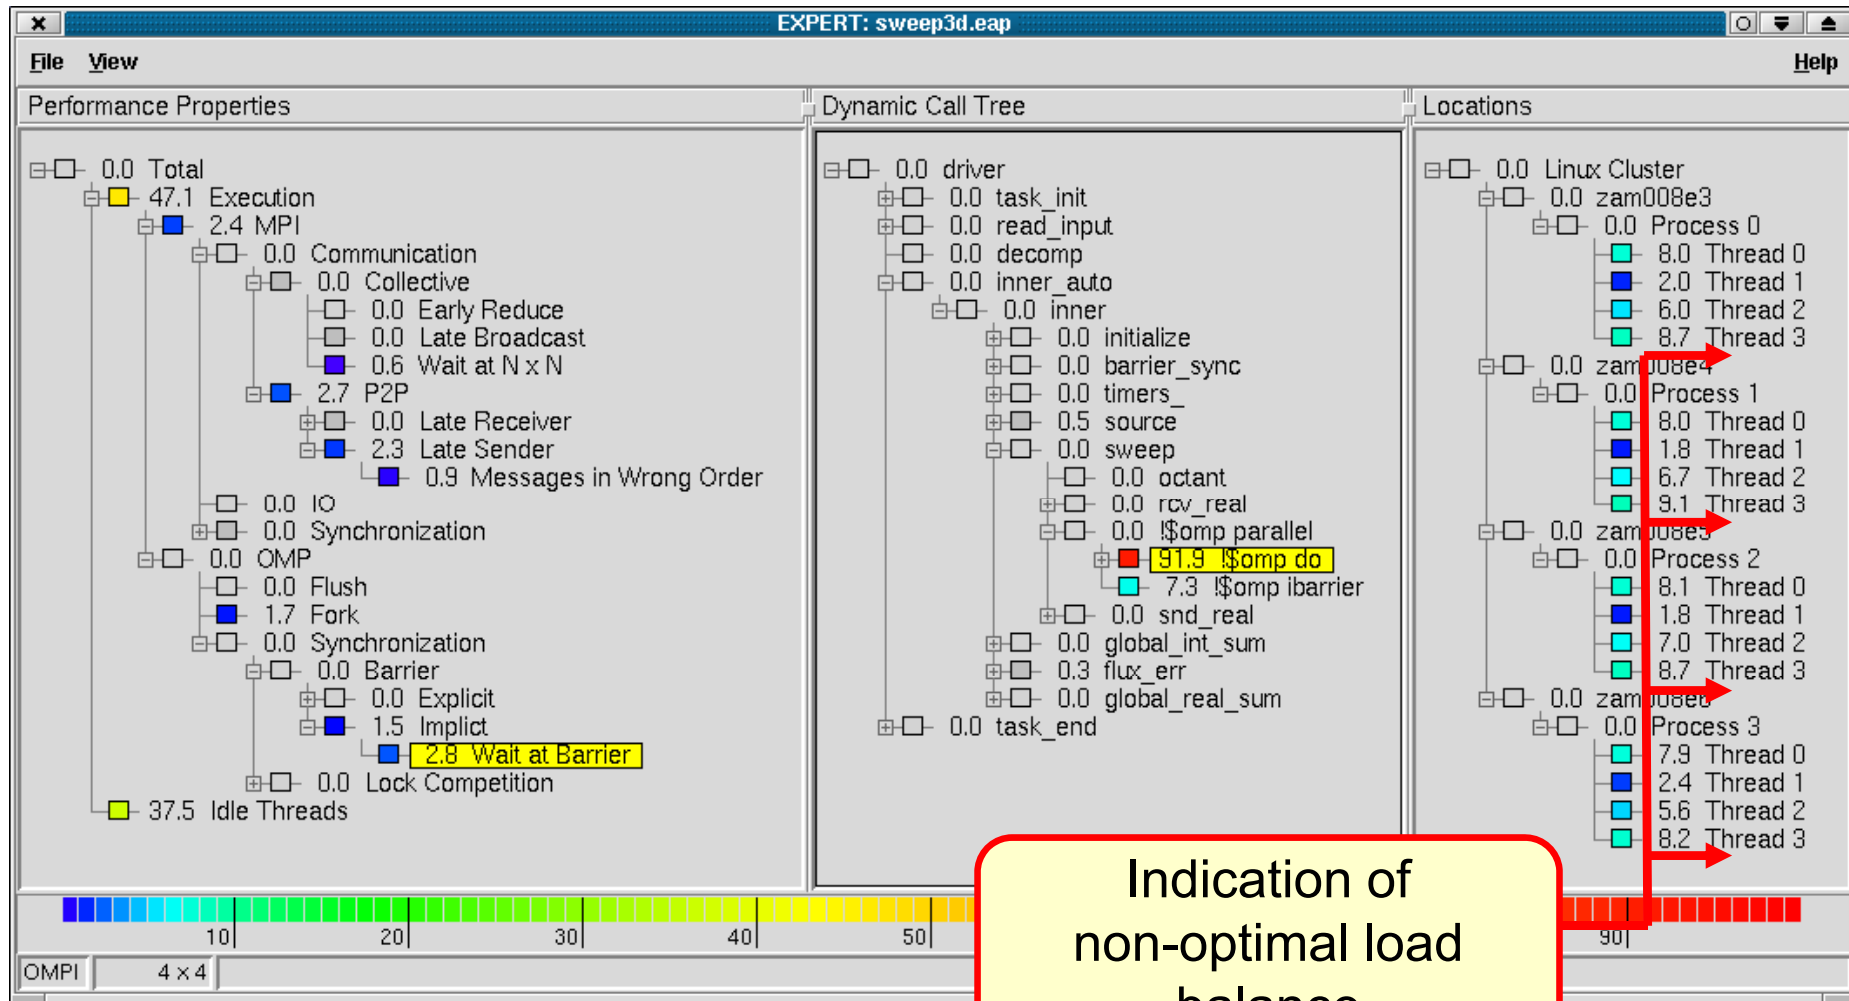 EXPERT: sweep3d.eap
File View Help
Performance Properties
0.0 Total
47.1 Execution
2.4 MPI
0.0 Communication
0.0 Collective
0.0 Early Reduce
0.0 Late Broadcast
0.6 Wait at N x N
2.7 P2P
0.0 Late Receiver
2.3 Late Sender
0.9 Messages in Wrong Order
0.0 IO
0.0 Synchronization
0.0 OMP
0.0 Flush
1.7 Fork
0.0 Synchronization
0.0 Barrier
0.0 Explicit
1.5 Implict
2.8 Wait at Barrier
0.0 Lock Competition
37.5 Idle Threads
Dynamic Call Tree
0.0 driver
0.0 task_init
0.0 read_input
0.0 decomp
0.0 inner_auto
0.0 inner
0.0 initialize
0.0 barrier_sync
0.0 timers_
0.5 source
0.0 sweep
0.0 octant
0.0 rcv_real
0.0 !$omp parallel
91.9 !$omp do
7.3 !$omp ibarrier
0.0 snd_real
0.0 global_int_sum
0.3 flux_err
0.0 global_real_sum
0.0 task_end
Locations
0.0 Linux Cluster
0.0 zam008e3
0.0 Process 0
8.0 Thread 0
2.0 Thread 1
6.0 Thread 2
8.7 Thread 3
0.0 zam008e4
0.0 Process 1
8.0 Thread 0
1.8 Thread 1
6.7 Thread 2
9.1 Thread 3
0.0 zam008e5
0.0 Process 2
8.1 Thread 0
1.8 Thread 1
7.0 Thread 2
8.7 Thread 3
0.0 zam008e6
0.0 Process 3
7.9 Thread 0
2.4 Thread 1
5.6 Thread 2
8.2 Thread 3
Indication of
non-optimal load
balance
10 20 30 40 50 90
OMPI 4 x 4